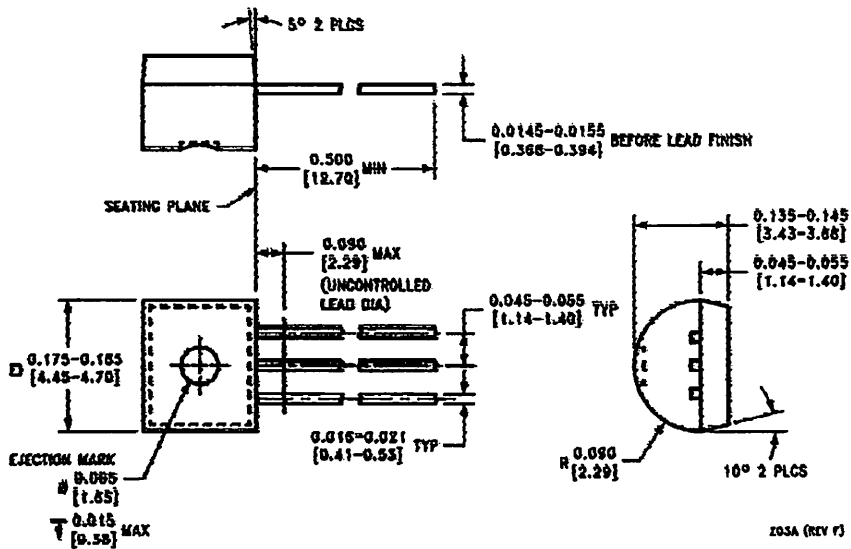 5° 2 PLCS
0.0145-0.0155
[0.368-0.394] BEFORE LEAD FINISH
0.500
[12.70] MIN
SEATING PLANE
0.090
[2.29] MAX
(UNCONTROLLED
LEAD DIA)
0.135-0.145
[3.43-3.68]
0.045-0.055
[1.14-1.40]
0.045-0.055
[1.14-1.40] TYP
0.175-0.185
[4.45-4.70]
0.016-0.021
[0.41-0.53] TYP
EJECTION MARK
0.065
[1.65]
0.015
[0.38] MAX
R 0.090
[2.29]
10° 2 PLCS
Z03A (REV F)